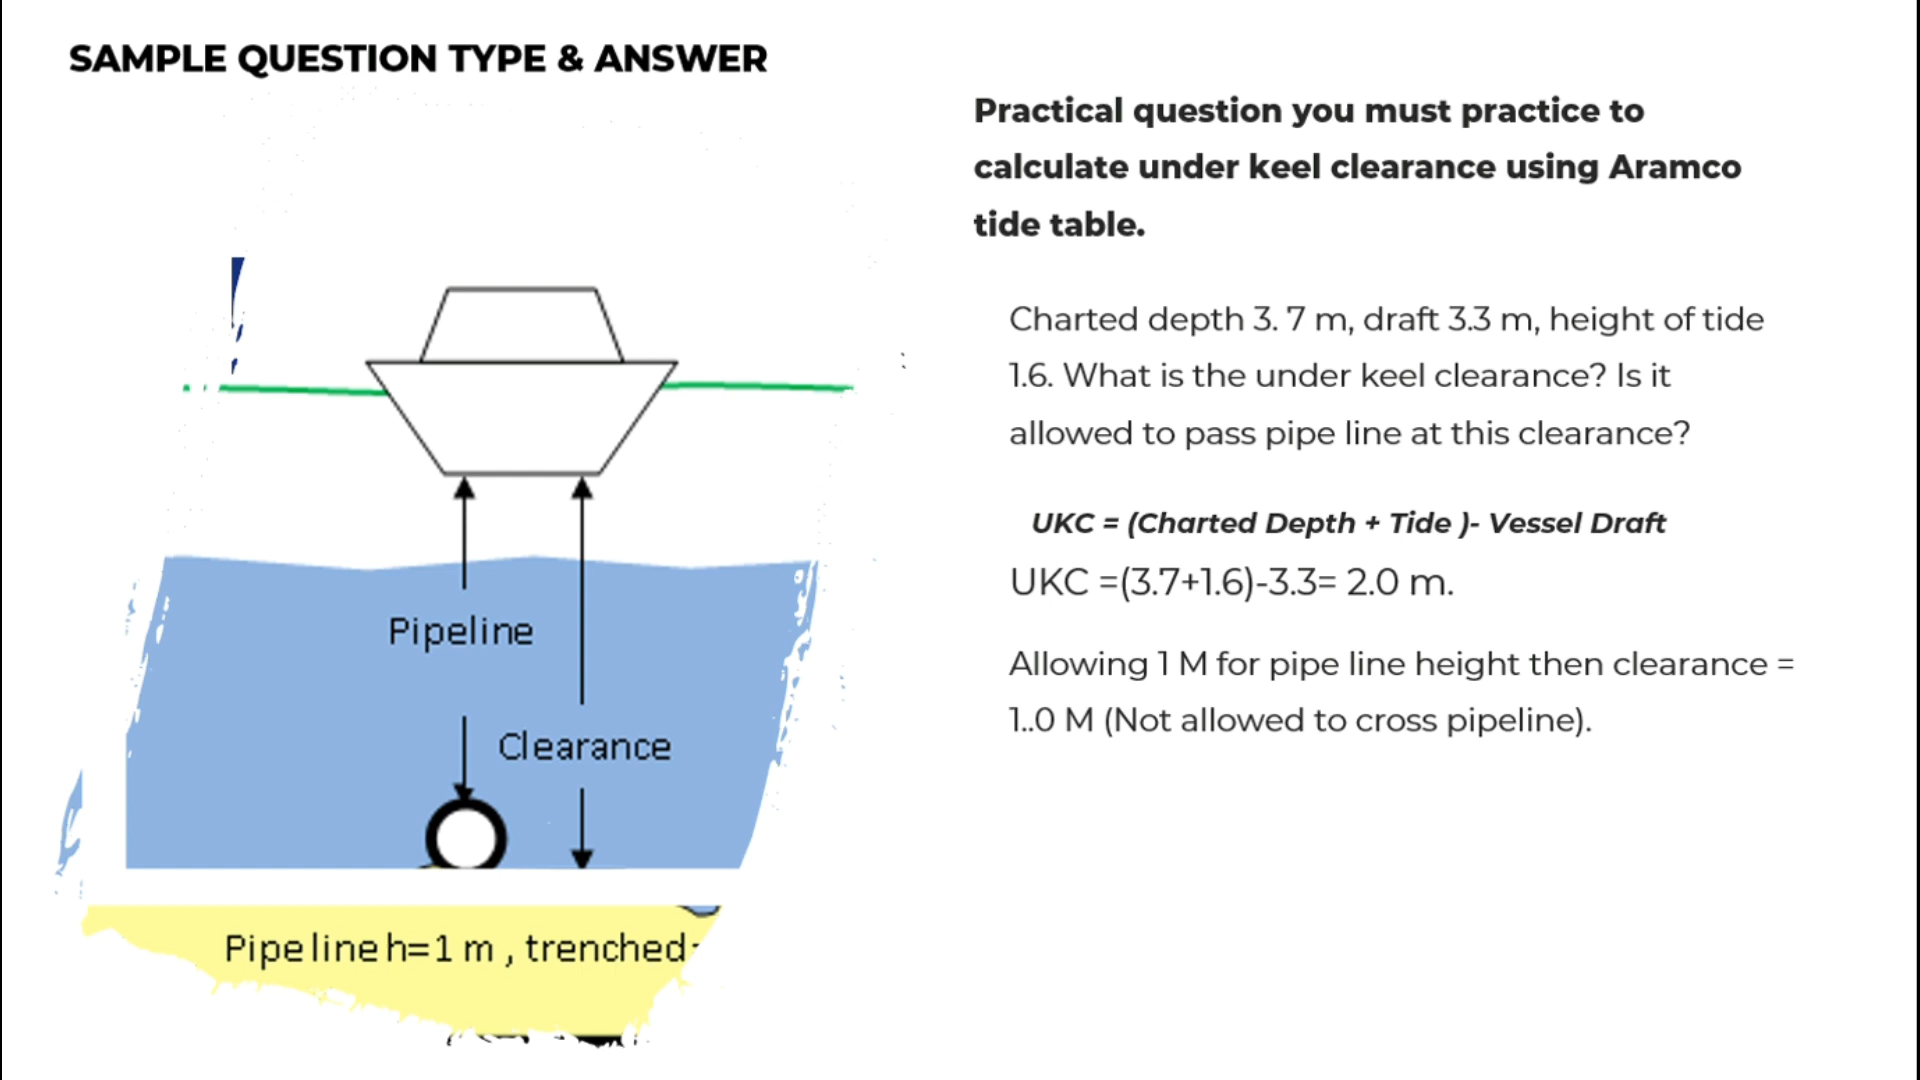 SAMPLE QUESTION TYPE & ANSWER
Practical question you must practice to
calculate under keel clearance using Aramco
tide table.
Charted depth 3. 7 m, draft 3.3 m, height of tide
1.6. What is the under keel clearance? Is it
allowed to pass pipe line at this clearance?
UKC = (Charted Depth + Tide )- Vessel Draft
UKC =(3.7+1.6)-3.3= 2.0 m.
Allowing 1 M for pipe line height then clearance =
1..0 M (Not allowed to cross pipeline).
Pipeline
Clearance
Pipeline h=1 m , trenched